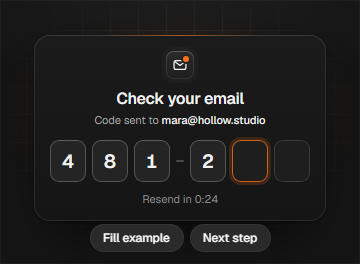 Check your email
Code sent to mara@hollow.studio
4 8 1 – 2
Resend in 0:24
Fill example Next step